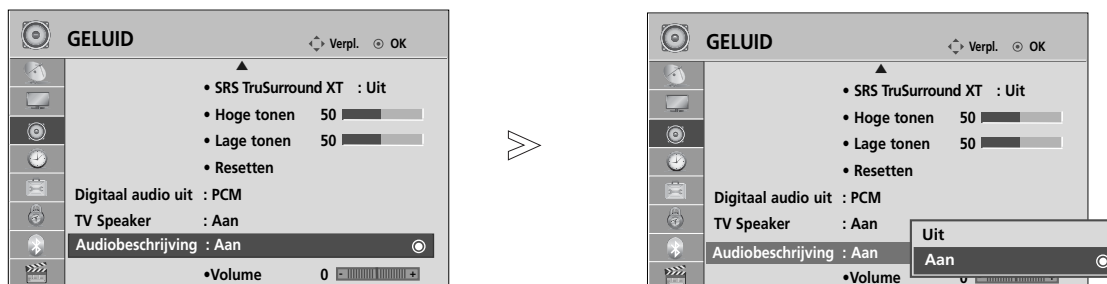 GELUID
Verpl. OK
• SRS TruSurround XT : Uit
• Hoge tonen 50
• Lage tonen 50
• Resetten
Digitaal audio uit : PCM
TV Speaker : Aan
Audiobeschrijving : Aan
•Volume 0 - +
GELUID
Verpl. OK
• SRS TruSurround XT : Uit
• Hoge tonen 50
• Lage tonen 50
• Resetten
Digitaal audio uit : PCM
TV Speaker : Aan
Audiobeschrijving : Aan
Uit
Aan
•Volume 0